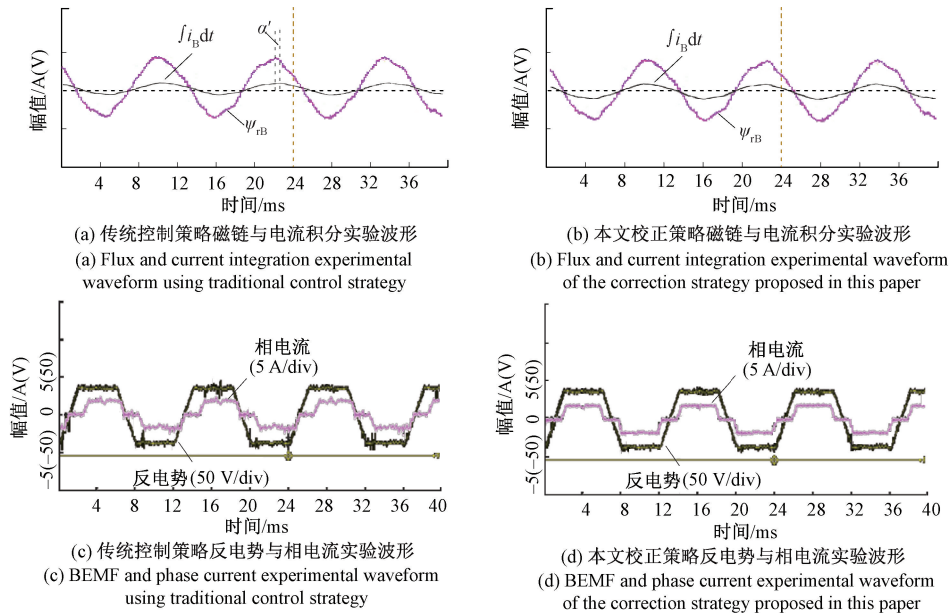 α′
∫i_B dt
ψ_rB
幅值/A(V)
4 8 12 16 20 24 28 32 36
时间/ms
(a) 传统控制策略磁链与电流积分实验波形
(a) Flux and current integration experimental
waveform using traditional control strategy
∫i_B dt
ψ_rB
幅值/A(V)
4 8 12 16 20 24 28 32 36
时间/ms
(b) 本文校正策略磁链与电流积分实验波形
(b) Flux and current integration experimental waveform
of the correction strategy proposed in this paper
相电流
(5 A/div)
幅值/A(V)
5(50)
0
-5(-50)
反电势(50 V/div)
4 8 12 16 20 24 28 32 36 40
时间/ms
(c) 传统控制策略反电势与相电流实验波形
(c) BEMF and phase current experimental waveform
using traditional control strategy
相电流
(5 A/div)
幅值/A(V)
5(50)
0
-5(-50)
反电势(50 V/div)
4 8 12 16 20 24 28 32 36 40
时间/ms
(d) 本文校正策略反电势与相电流实验波形
(d) BEMF and phase current experimental waveform
of the correction strategy proposed in this paper